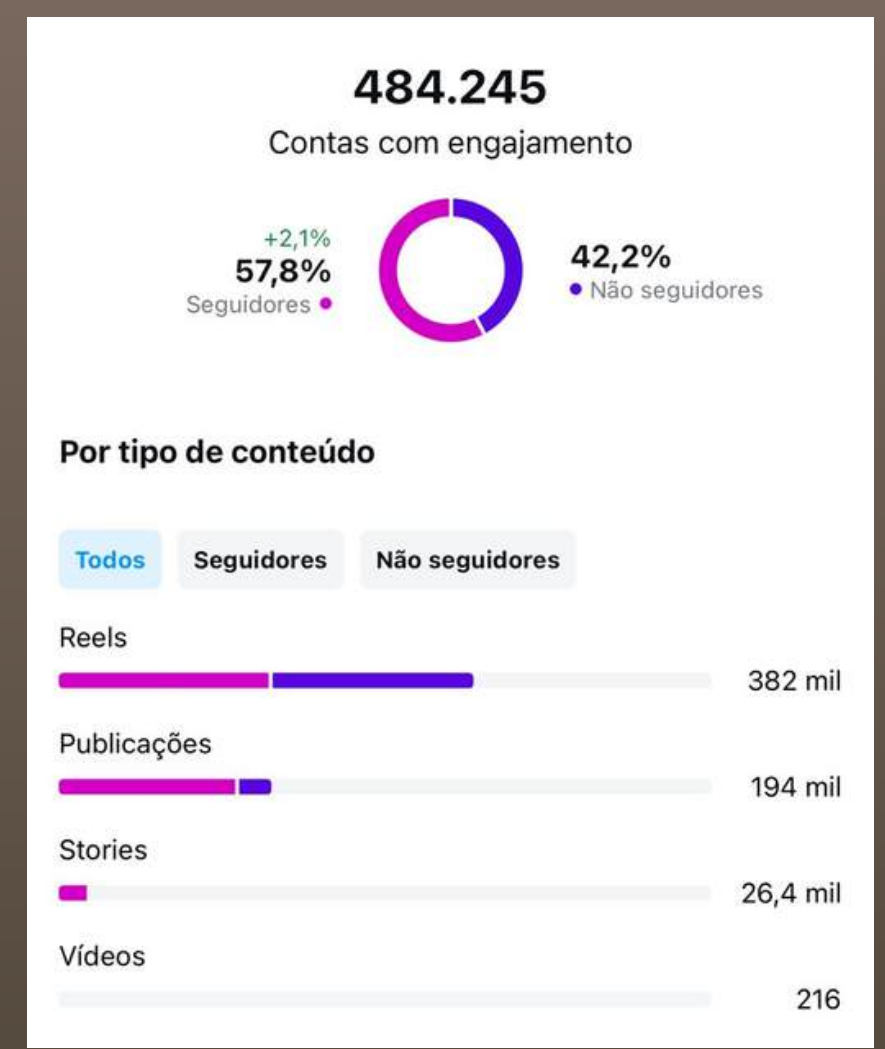 484.245
Contas com engajamento
+2,1%
57,8%
Seguidores
42,2%
Não seguidores
Por tipo de conteúdo
Todos Seguidores Não seguidores
Reels
382 mil
Publicações
194 mil
Stories
26,4 mil
Vídeos
216